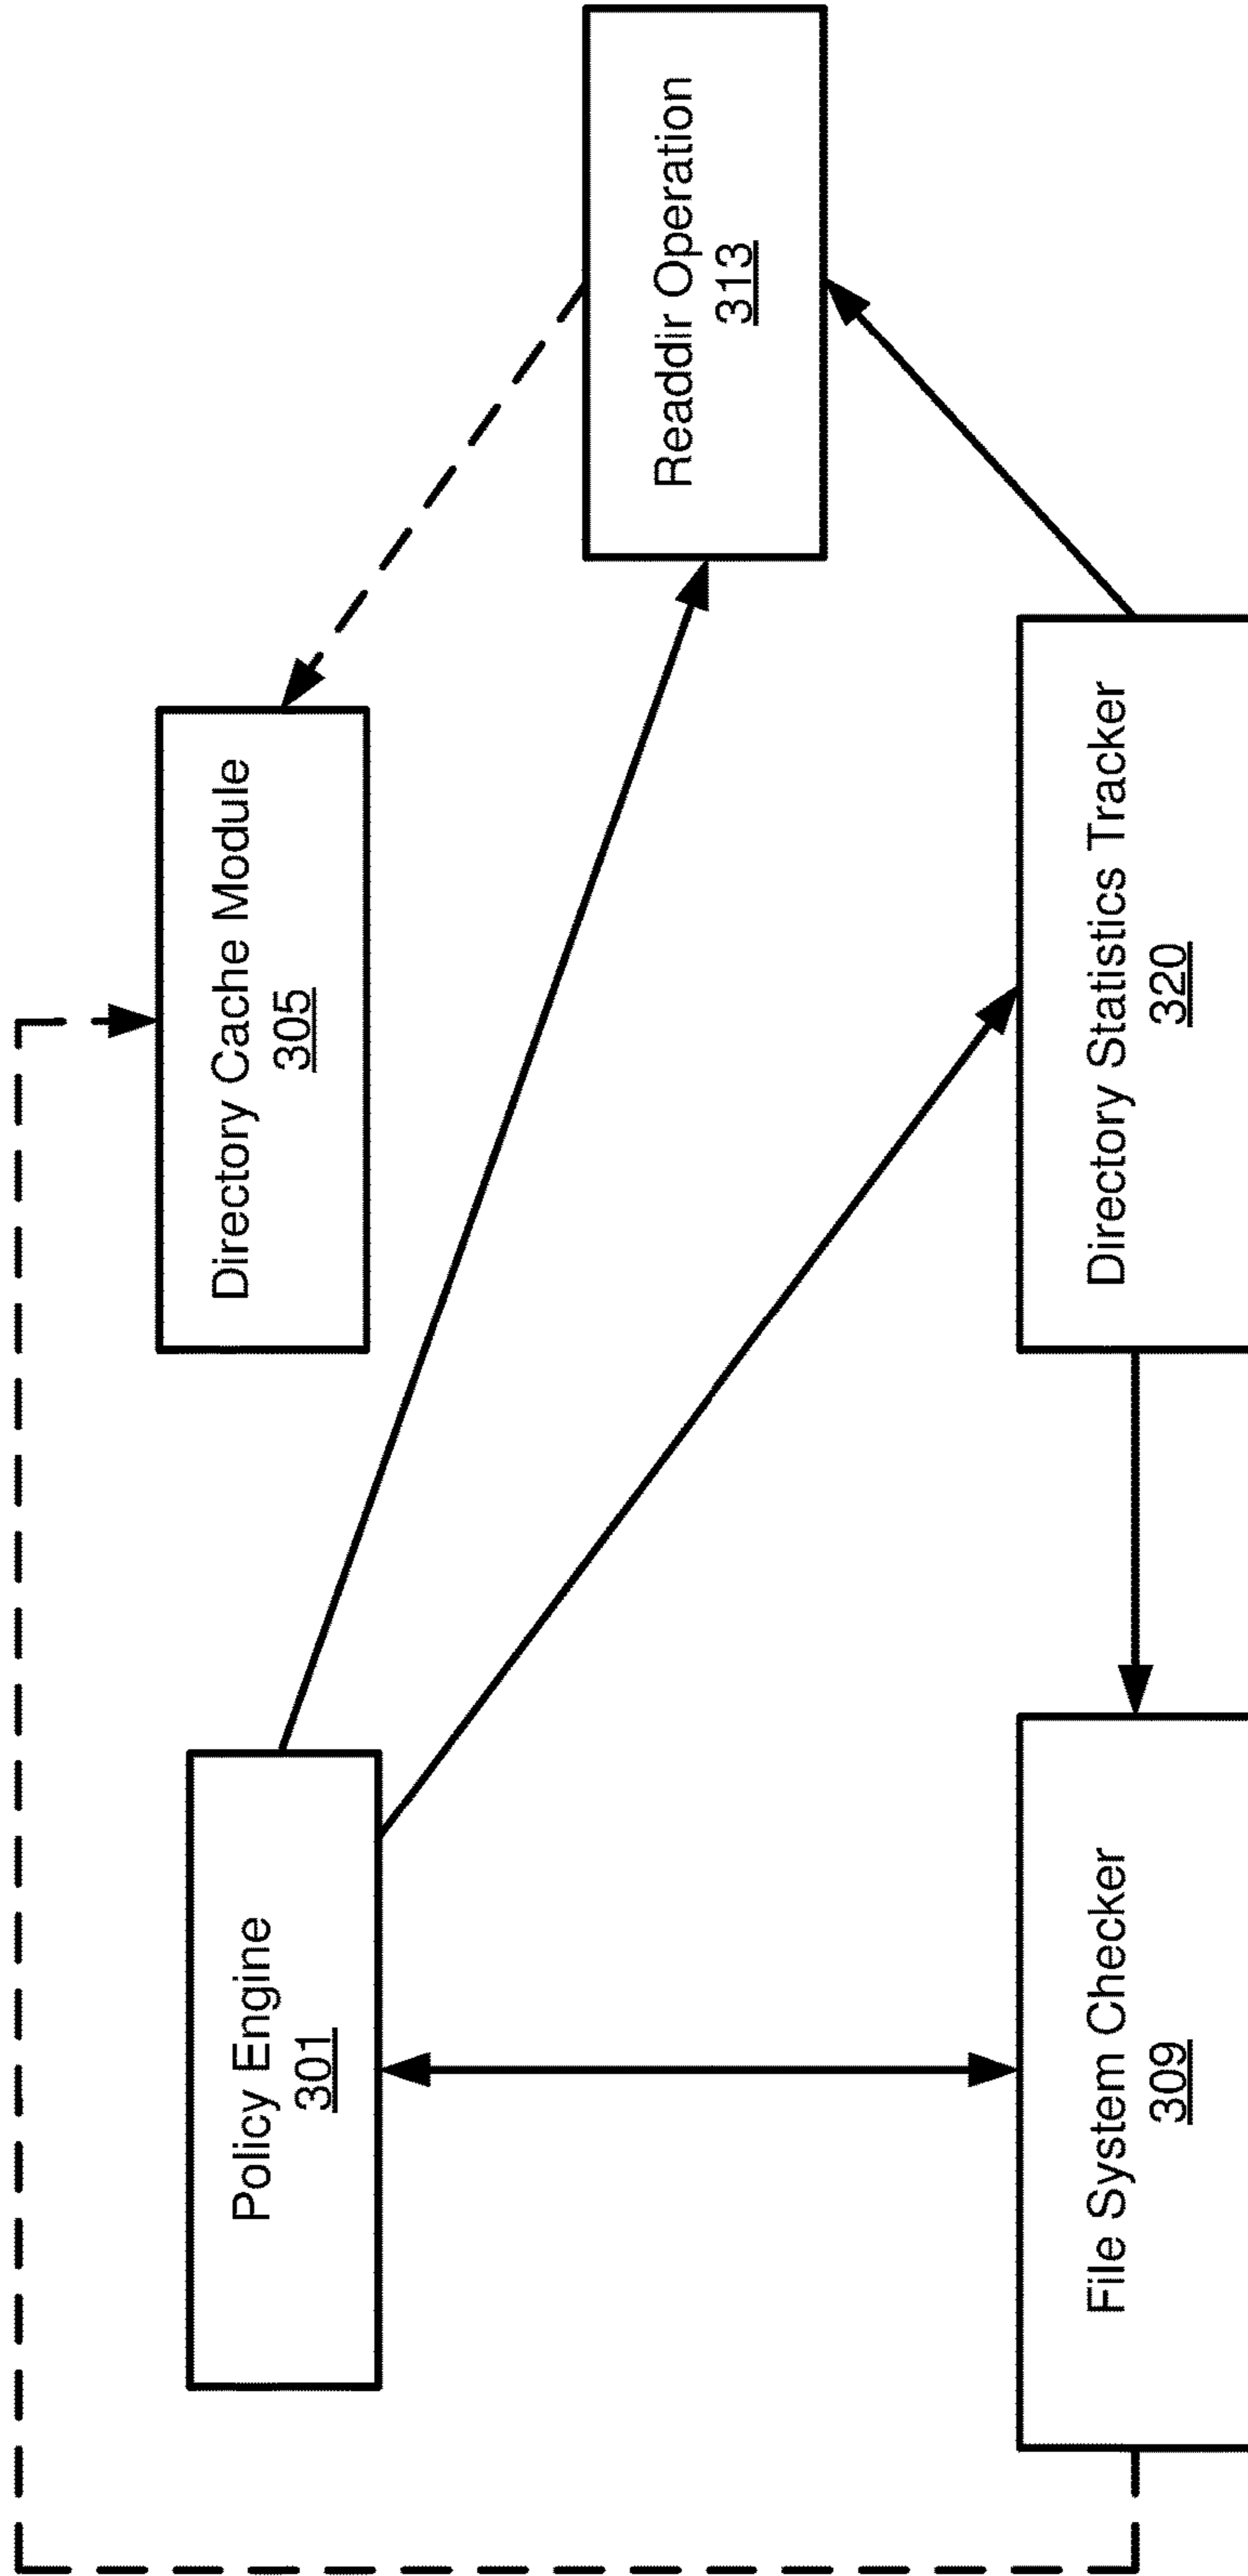 Policy Engine
301
Directory Cache Module
305
Readdir Operation
313
File System Checker
309
Directory Statistics Tracker
320